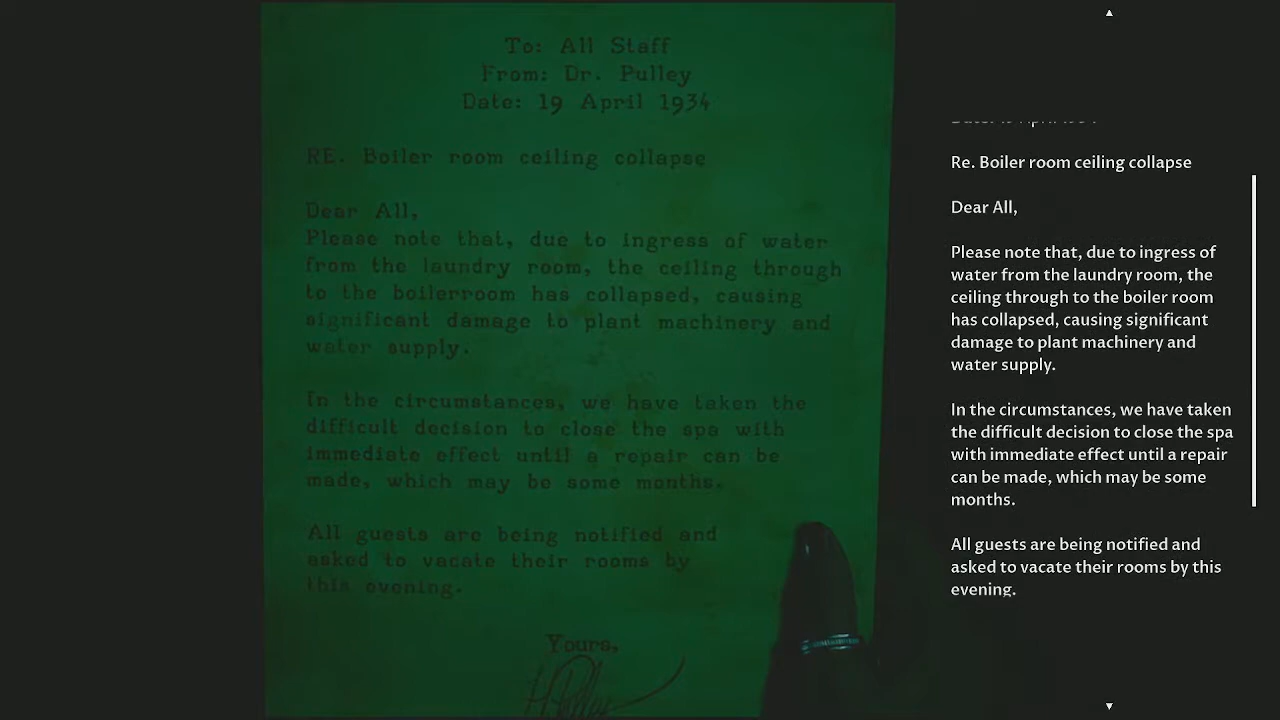 To: All Staff
From: Dr. Pulley
Date: 19 April 1934
RE. Boiler room ceiling collapse
Dear All,
Please note that, due to ingress of water
from the laundry room, the ceiling through
to the boilerroom has collapsed, causing
significant damage to plant machinery and
water supply.
In the circumstances, we have taken the
difficult decision to close the spa with
immediate effect until a repair can be
made, which may be some months.
All guests are being notified and
asked to vacate their rooms by
this evening.
Yours,
Re. Boiler room ceiling collapse
Dear All,
Please note that, due to ingress of
water from the laundry room, the
ceiling through to the boiler room
has collapsed, causing significant
damage to plant machinery and
water supply.
In the circumstances, we have taken
the difficult decision to close the spa
with immediate effect until a repair
can be made, which may be some
months.
All guests are being notified and
asked to vacate their rooms by this
evening.